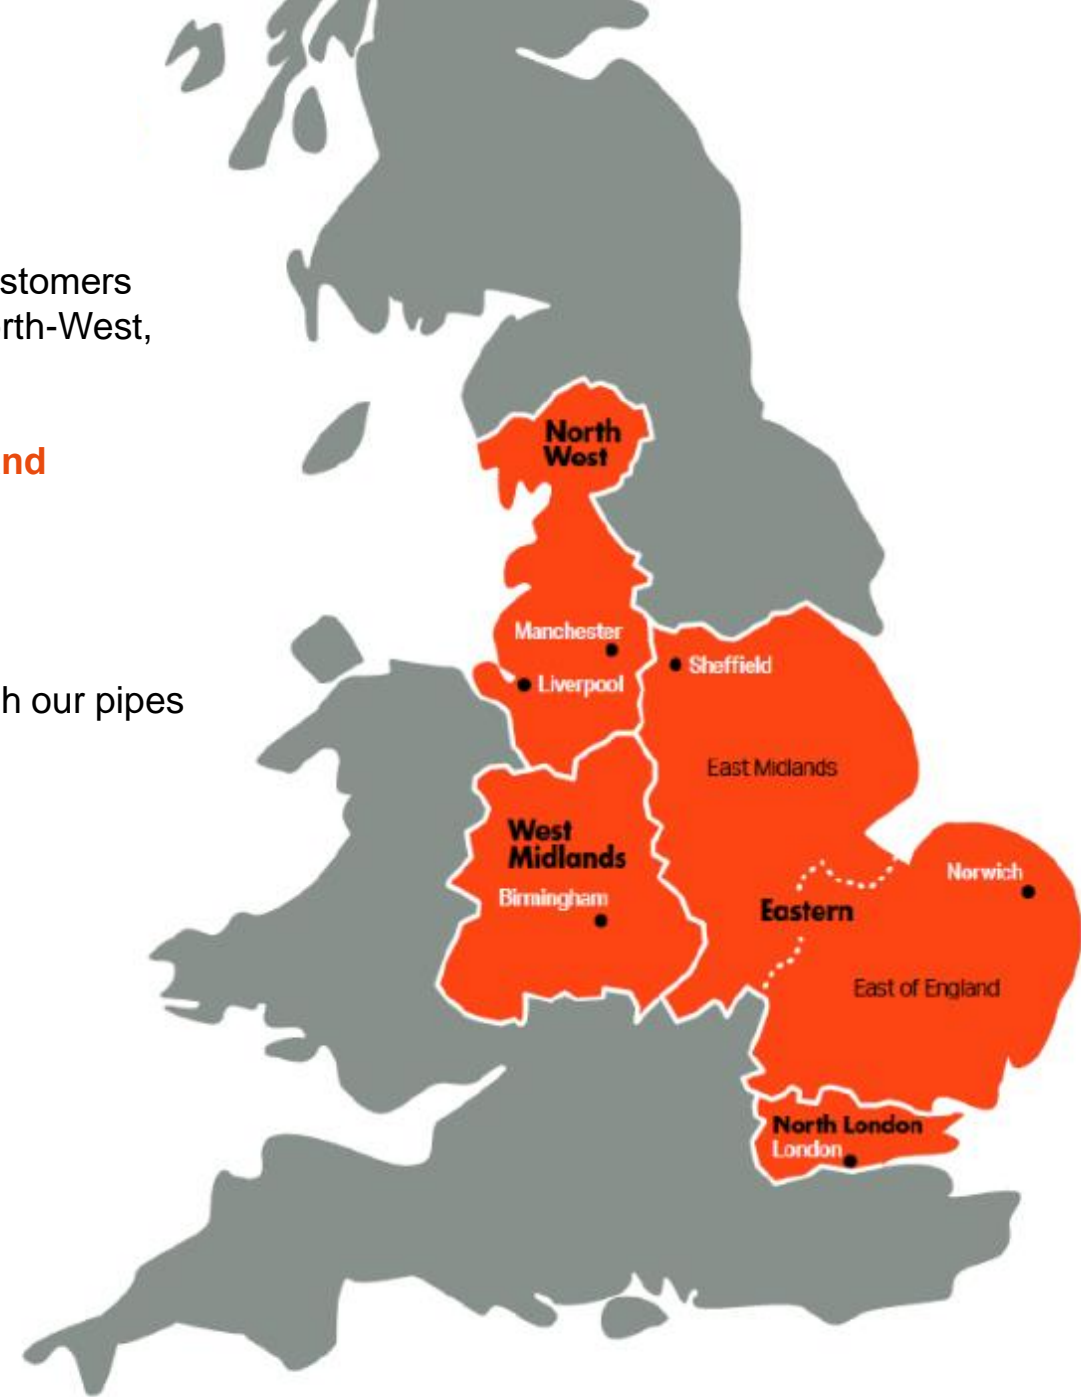 stomers
rth-West,
nd
h our pipes
North
West
Manchester
Liverpool
Sheffield
East Midlands
West
Midlands
Birmingham
Norwich
Eastern
East of England
North London
London